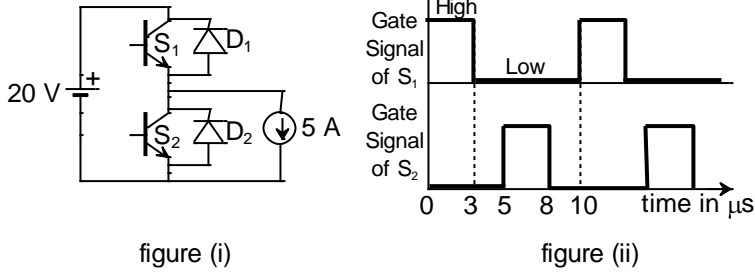 20 V
+
S₁
D₁
S₂
D₂
5 A
figure (i)
High
Gate
Signal
of S₁
Low
Gate
Signal
of S₂
0 3 5 8 10 time in μs
figure (ii)